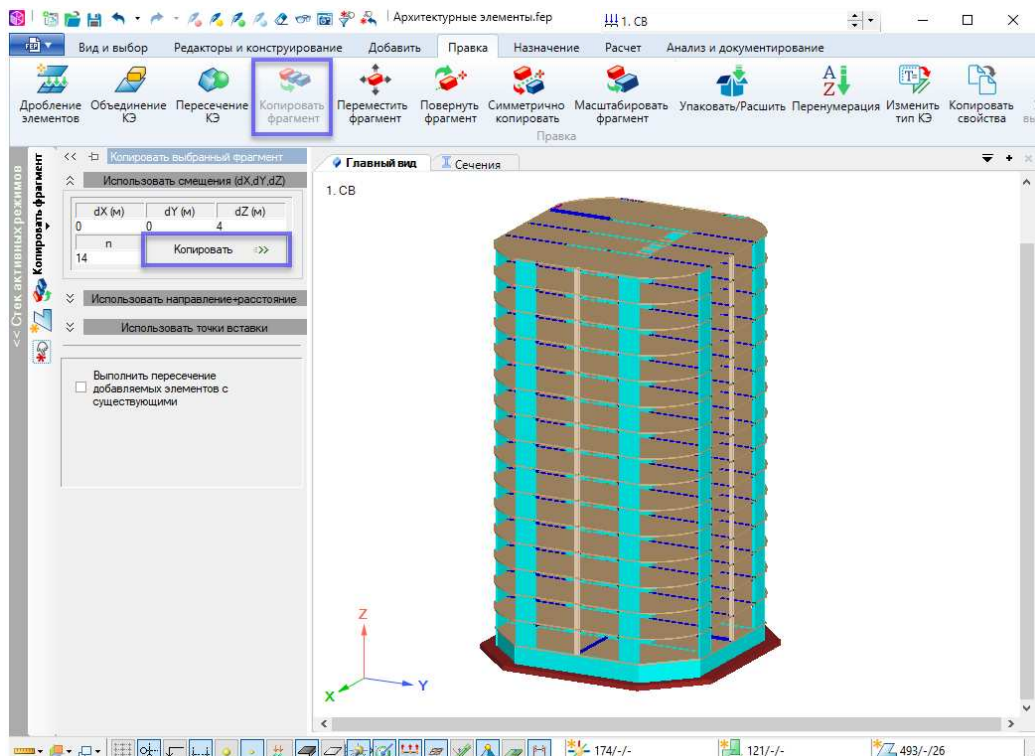 Архитектурные элементы.fep
1. СВ
FEP
Вид и выбор Редакторы и конструирование Добавить Правка Назначение Расчет Анализ и документирование
Дробление элементов
Объединение КЭ
Пересечение КЭ
Копировать фрагмент
Переместить фрагмент
Повернуть фрагмент
Симметрично копировать
Масштабировать фрагмент
Упаковать/Расшить
Перенумерация
Изменить тип КЭ
Копировать свойства
Правка
<< Стек активных режимов
Копировать фрагмент
<< Копировать выбранный фрагмент
Использовать смещения (dX,dY,dZ)
dX (м) dY (м) dZ (м)
0 0 4
n
14
Копировать >>
Использовать направление+расстояние
Использовать точки вставки
Выполнить пересечение
добавляемых элементов с
существующими
Главный вид Сечения
1. СВ
Z
X
Y
174/-/- 121/-/- 493/-/26